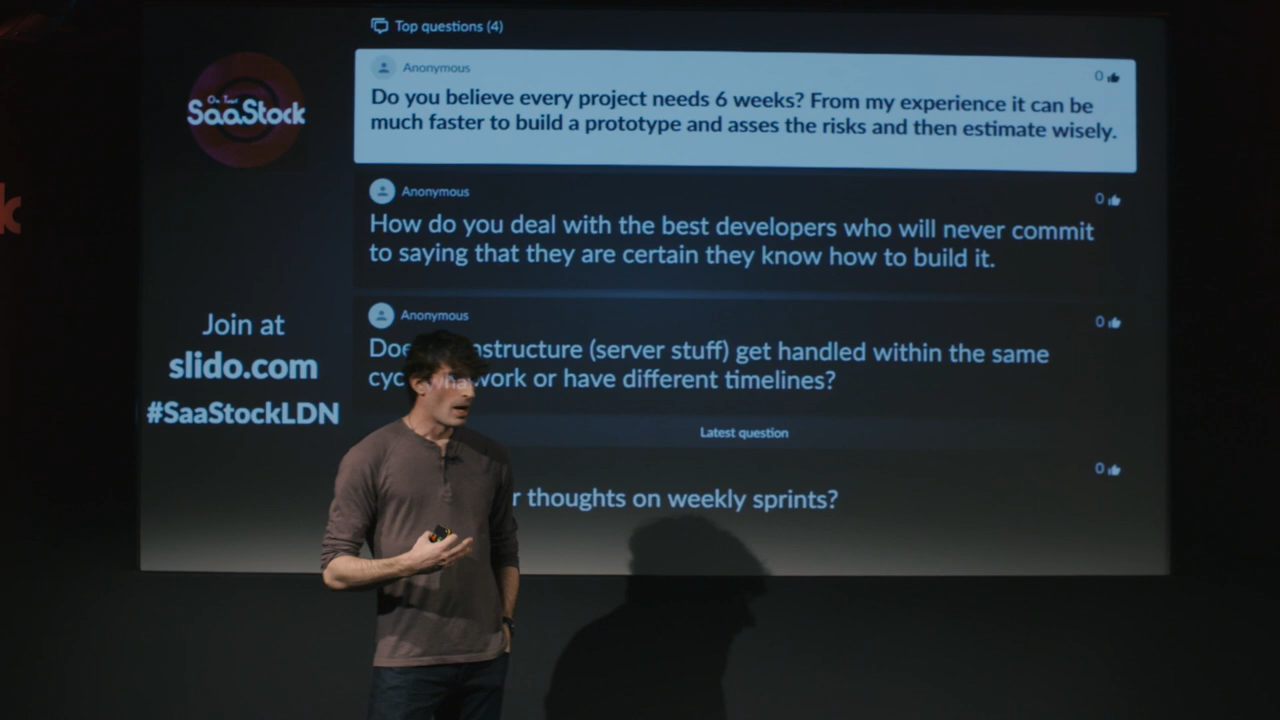 Top questions (4)
Anonymous
0
Do you believe every project needs 6 weeks? From my experience it can be
much faster to build a prototype and asses the risks and then estimate wisely.
On Tour
SaaStock
Anonymous
0
How do you deal with the best developers who will never commit
to saying that they are certain they know how to build it.
Anonymous
0
(server stuff) get handled within the same
or have different timelines?
Join at
slido.com
#SaaStockLDN
Latest question
0
thoughts on weekly sprints?